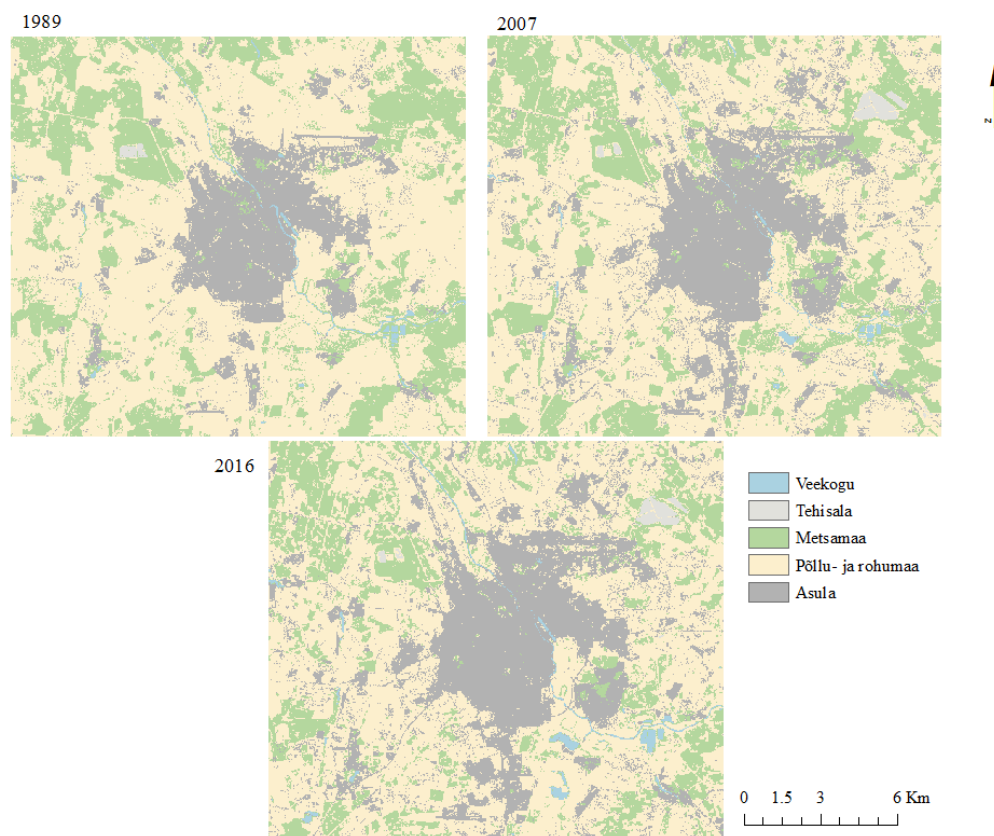 1989
2007
2016
Veekogu
Tehisala
Metsamaa
Põllu- ja rohumaa
Asula
0 1.5 3 6 Km